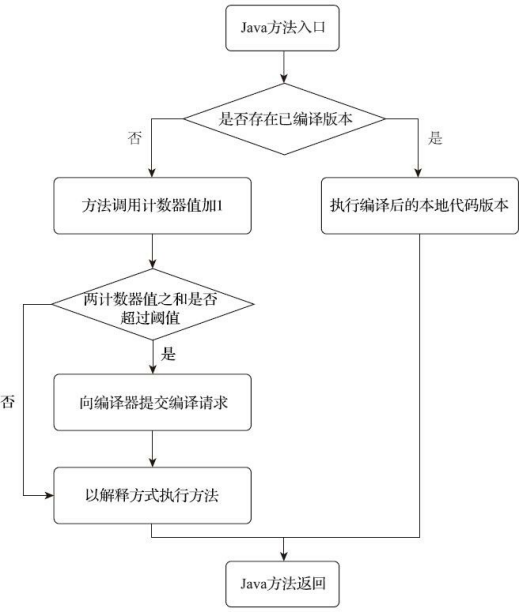 Java方法入口
是否存在已编译版本
否
是
方法调用计数器值加1
执行编译后的本地代码版本
两计数器值之和是否
超过阈值
是
否
向编译器提交编译请求
以解释方式执行方法
Java方法返回